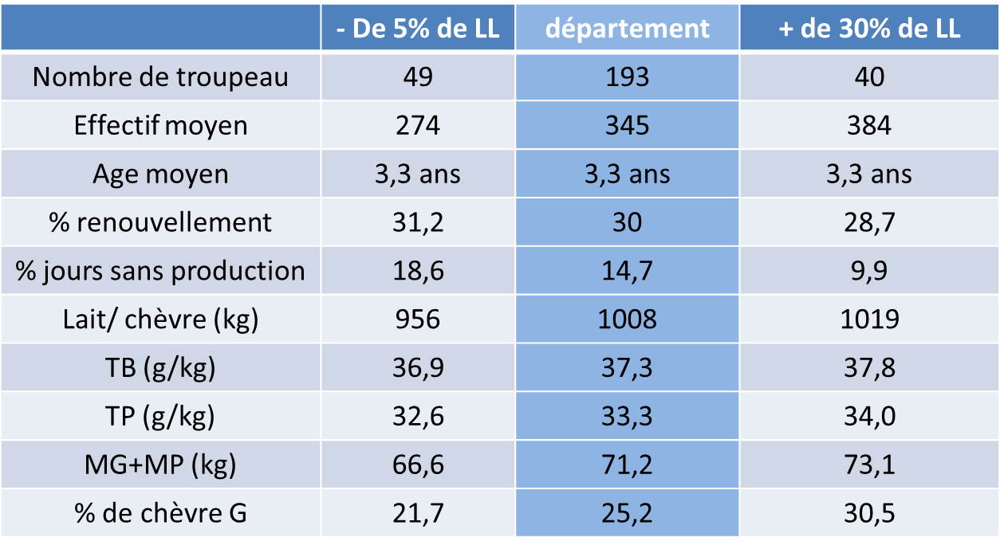 - De 5% de LL département + de 30% de LL
Nombre de troupeau 49 193 40
Effectif moyen 274 345 384
Age moyen 3,3 ans 3,3 ans 3,3 ans
% renouvellement 31,2 30 28,7
% jours sans production 18,6 14,7 9,9
Lait/ chèvre (kg) 956 1008 1019
TB (g/kg) 36,9 37,3 37,8
TP (g/kg) 32,6 33,3 34,0
MG+MP (kg) 66,6 71,2 73,1
% de chèvre G 21,7 25,2 30,5